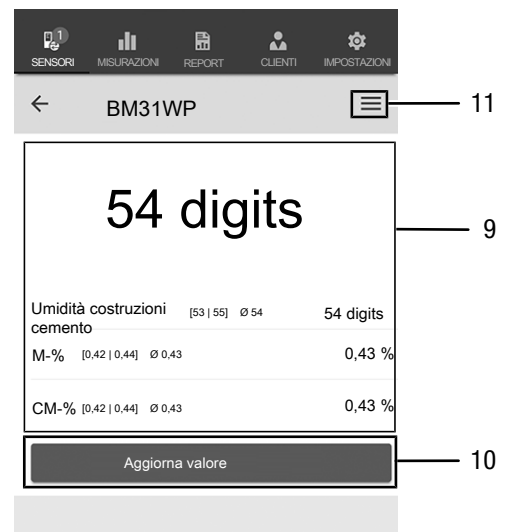 1
SENSORI MISURAZIONI REPORT CLIENTI IMPOSTAZIONI
BM31WP
11
54 digits
9
Umidità costruzioni cemento [53 | 55] Ø 54 54 digits
M-% [0,42 | 0,44] Ø 0,43 0,43 %
CM-% [0,42 | 0,44] Ø 0,43 0,43 %
Aggiorna valore
10